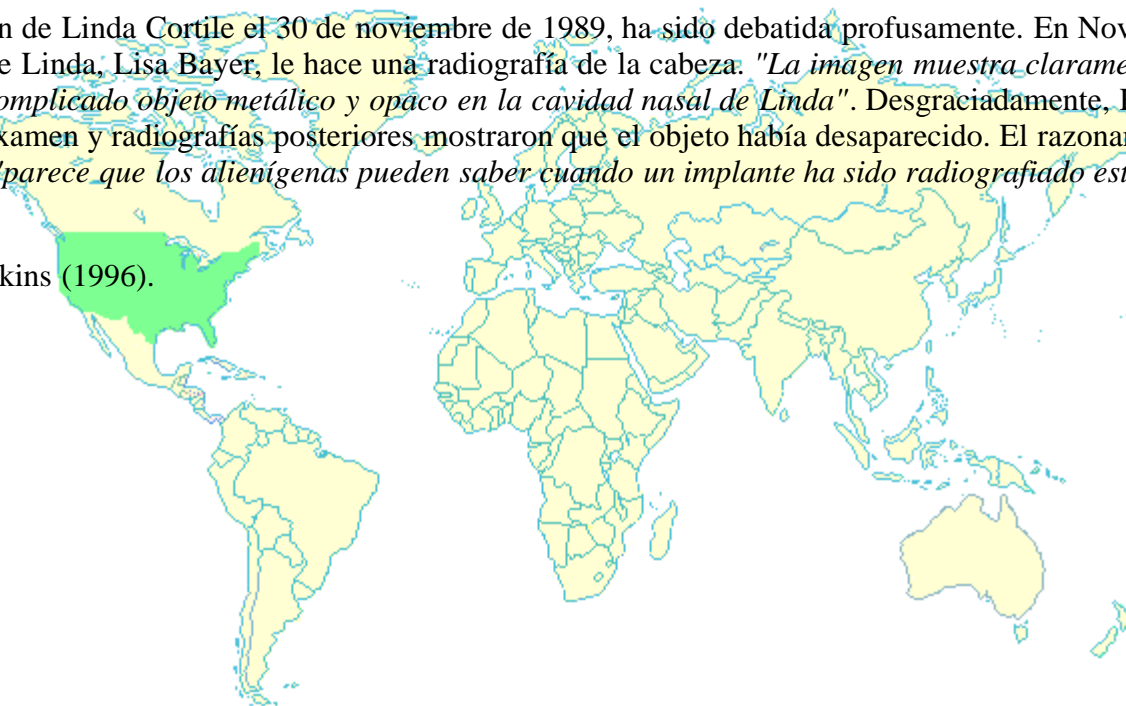 n de Linda Cortile el 30 de noviembre de 1989, ha sido debatida profusamente. En Nov
e Linda, Lisa Bayer, le hace una radiografía de la cabeza. "La imagen muestra clarame
omplicado objeto metálico y opaco en la cavidad nasal de Linda". Desgraciadamente,
xamen y radiografías posteriores mostraron que el objeto había desaparecido. El razonar
"parece que los alienígenas pueden saber cuando un implante ha sido radiografiado est
kins (1996).